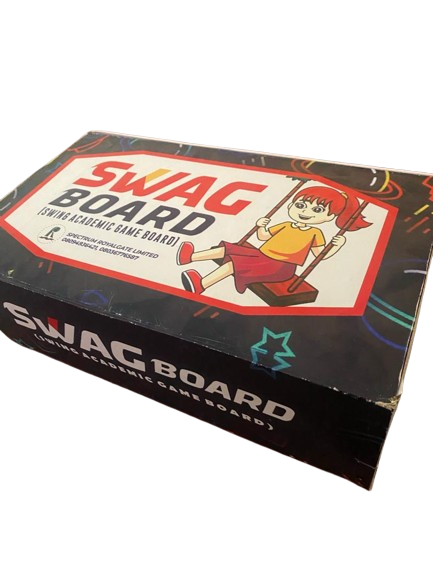 SWAG
BOARD
(SWING ACADEMIC GAME BOARD)
SPECTRUM ROYALGATE LIMITED
SWAG BOARD
(SWING ACADEMIC GAME BOARD)